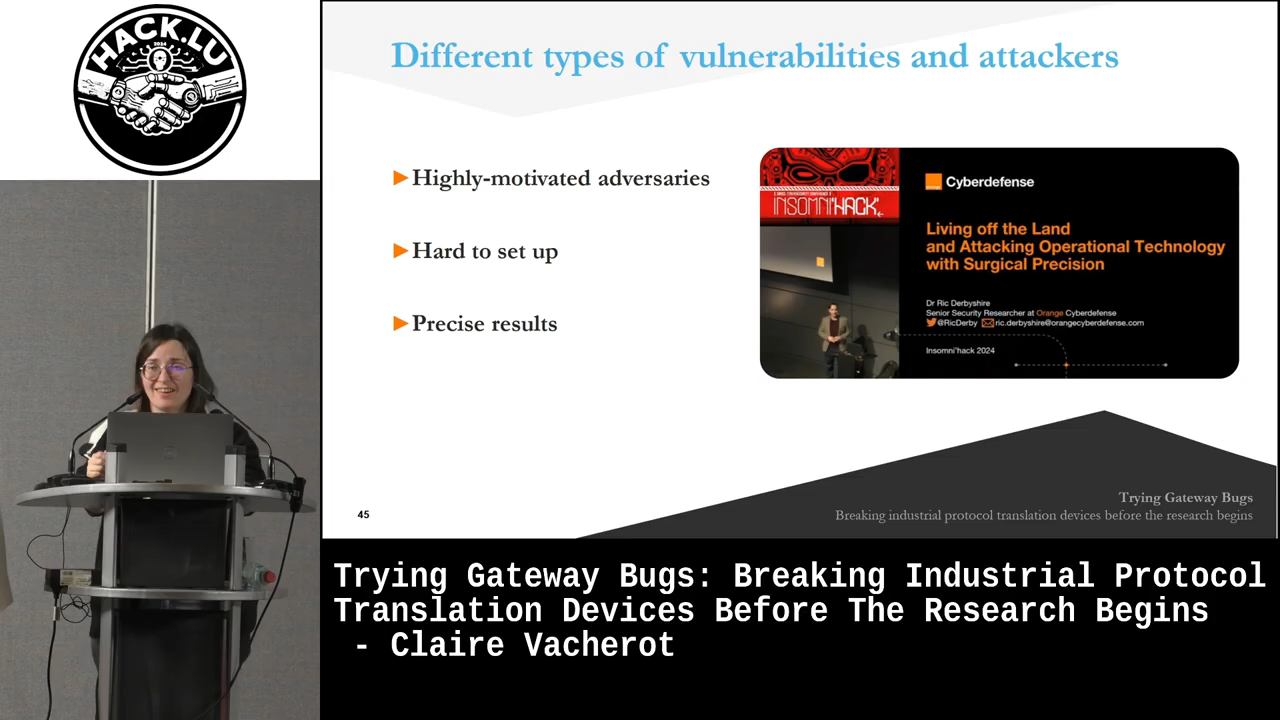 HACK.LU
2024
Different types of vulnerabilities and attackers
Highly-motivated adversaries
Hard to set up
Precise results
INSOMNI'HACK
Cyberdefense
Living off the Land
and Attacking Operational Technology
with Surgical Precision
Dr Ric Derbyshire
Senior Security Researcher at Orange Cyberdefense
@RicDerby ric.derbyshire@orangecyberdefense.com
Insomni'hack 2024
45
Trying Gateway Bugs
Breaking industrial protocol translation devices before the research begins
Trying Gateway Bugs: Breaking Industrial Protocol
Translation Devices Before The Research Begins
- Claire Vacherot